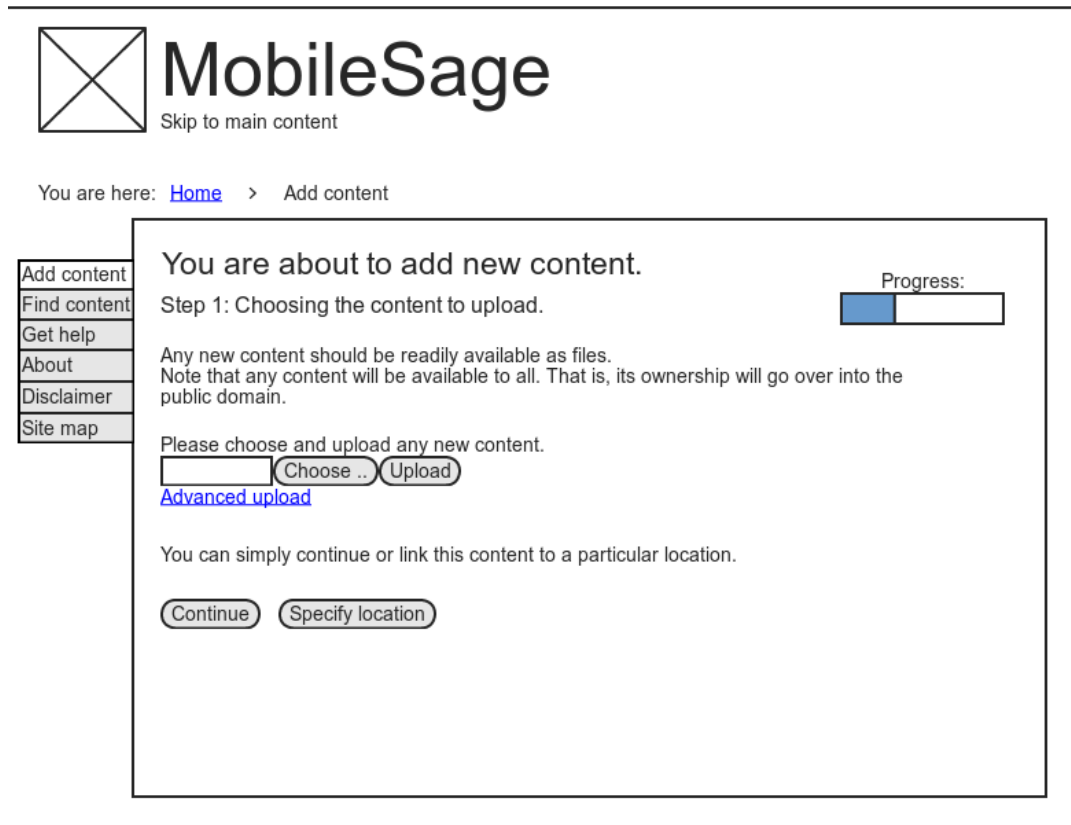 MobileSage
Skip to main content
You are here: Home > Add content
Add content
Find content
Get help
About
Disclaimer
Site map
You are about to add new content.
Progress:
Step 1: Choosing the content to upload.
Any new content should be readily available as files.
Note that any content will be available to all. That is, its ownership will go over into the
public domain.
Please choose and upload any new content.
Choose .. Upload
Advanced upload
You can simply continue or link this content to a particular location.
Continue Specify location